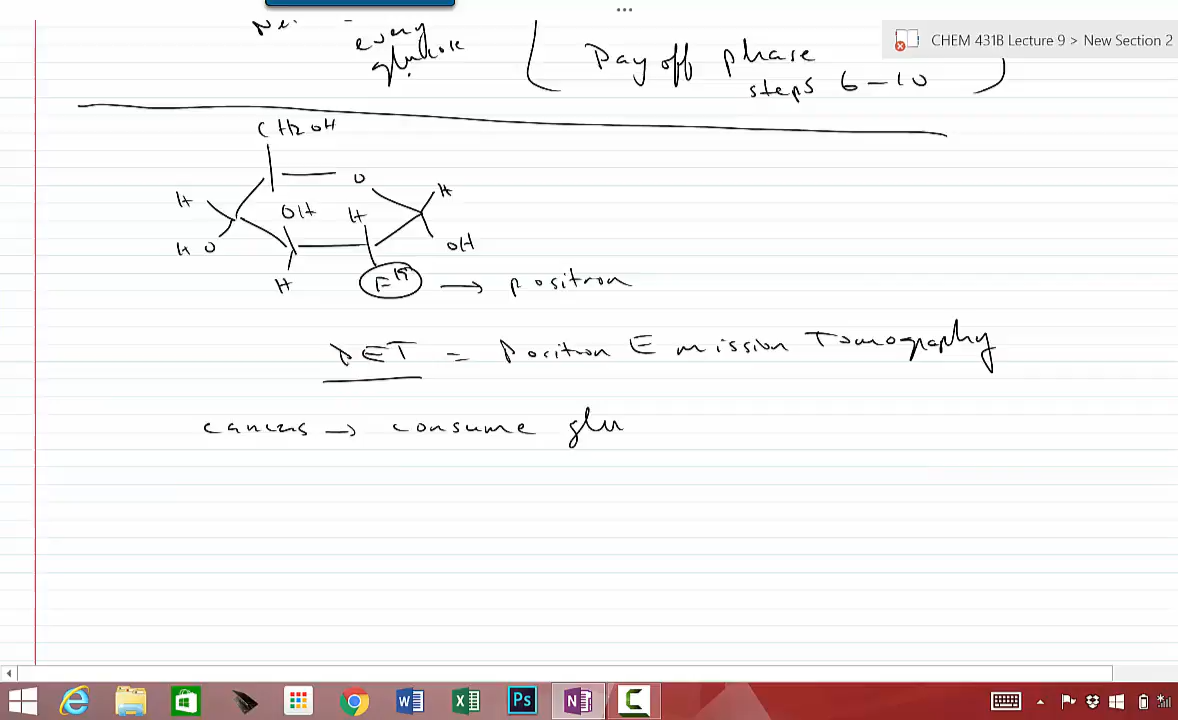 every
glucose
Pay off phase
steps 6-10
CHEM 431B Lecture 9 > New Section 2
CH2OH
O
H
H
OH
H
HO
OH
H
F
→ positron
PET = Positron Emission Tomography
cancers → consume glu